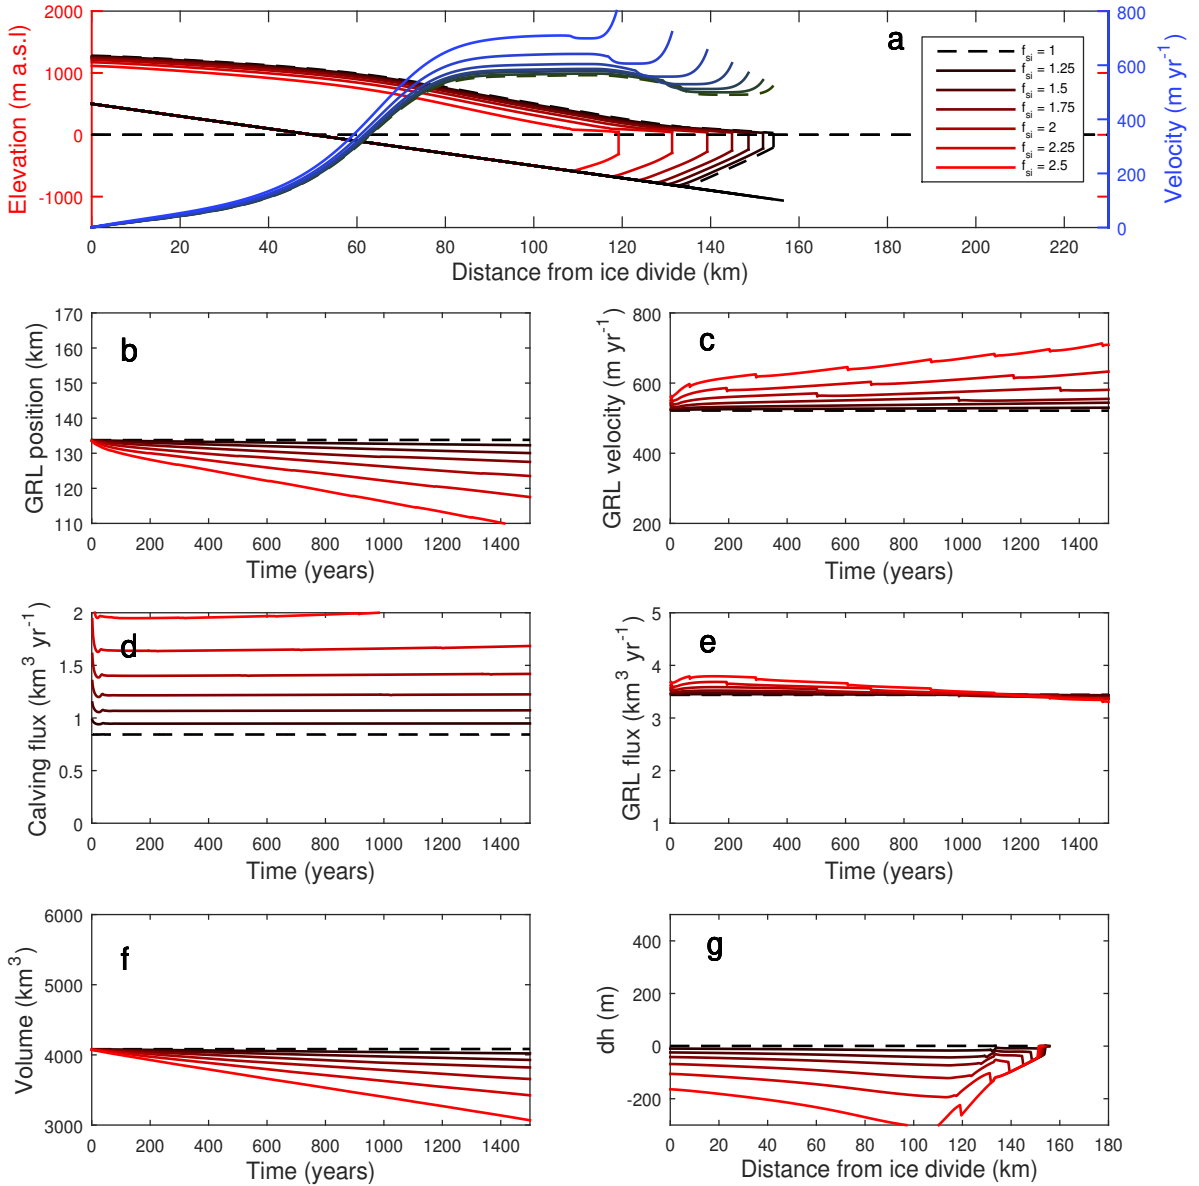 a
Elevation (m a.s.l)
2000
1000
0
-1000
800
600
400
200
0
Velocity (m yr-1)
f_si = 1
f_si = 1.25
f_si = 1.5
f_si = 1.75
f_si = 2
f_si = 2.25
f_si = 2.5
0 20 40 60 80 100 120 140 160 180 200 220
Distance from ice divide (km)
b
GRL position (km)
170
160
150
140
130
120
110
0 200 400 600 800 1000 1200 1400
Time (years)
c
GRL velocity (m yr-1)
800
600
400
200
0 200 400 600 800 1000 1200 1400
Time (years)
d
Calving flux (km3 yr-1)
2
1.5
1
0.5
0
0 200 400 600 800 1000 1200 1400
Time (years)
e
GRL flux (km3 yr-1)
5
4
3
2
1
0 200 400 600 800 1000 1200 1400
Time (years)
f
Volume (km3)
6000
5000
4000
3000
0 200 400 600 800 1000 1200 1400
Time (years)
g
dh (m)
400
200
0
-200
0 20 40 60 80 100 120 140 160 180
Distance from ice divide (km)